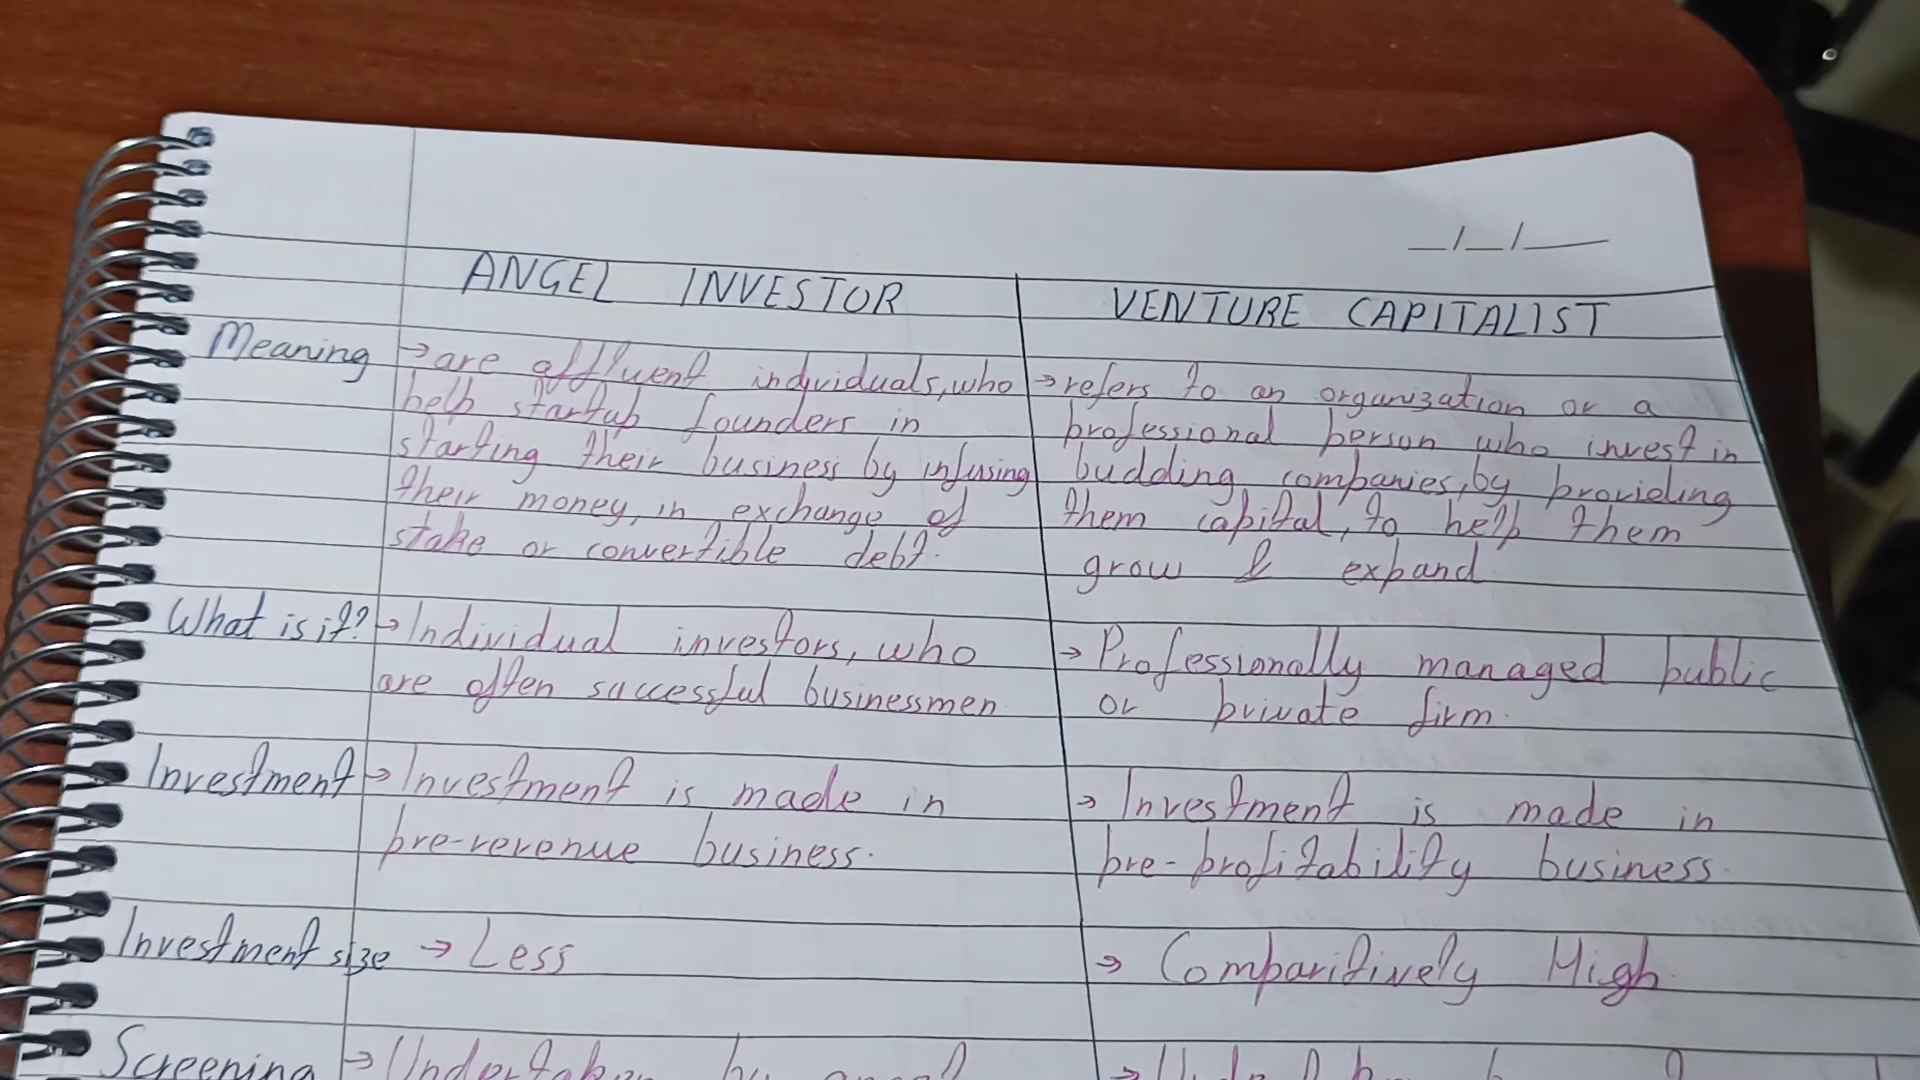 _/_/__
ANGEL INVESTOR VENTURE CAPITALIST
Meaning → are affluent individuals, who → refers to an organization or a
help startup founders in professional person who invest in
starting their business by infusing budding companies, by providing
their money, in exchange of them capital, to help them
stake or convertible debt. grow & expand
What is it? → Individual investors, who → Professionally managed public
are often successful businessmen or private firm.
Investment → Investment is made in → Investment is made in
pre-revenue business. pre-profitability business.
Investment size → Less → Comparitively High.
Screening → Undertaken by